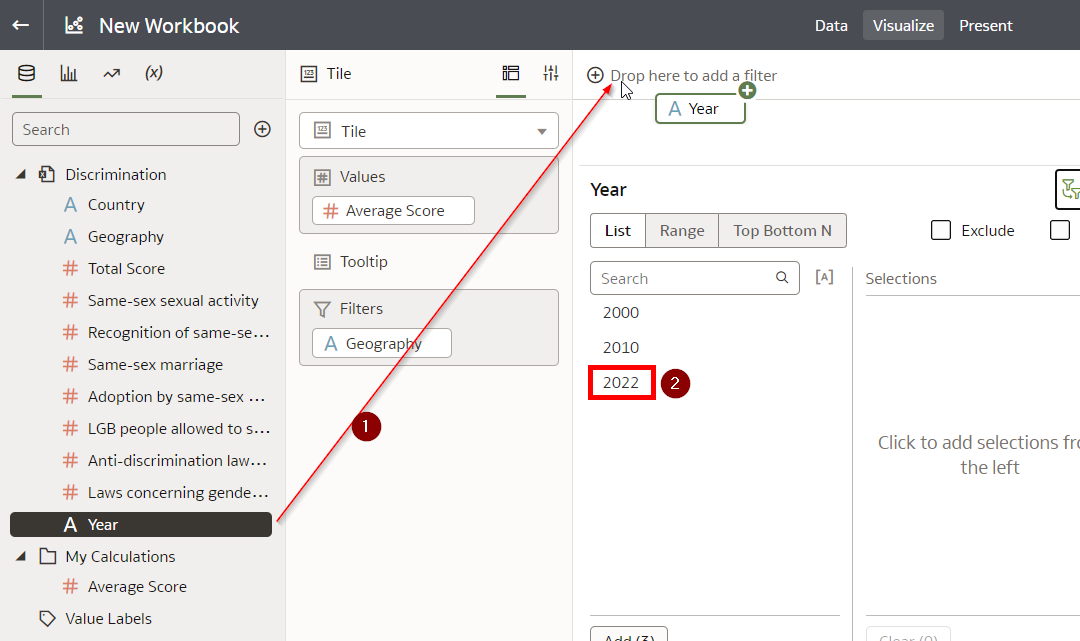 New Workbook
Data
Visualize
Present
(x)
Tile
Drop here to add a filter
A Year
Search
Tile
Values
# Average Score
Tooltip
Filters
A Geography
Discrimination
A Country
A Geography
# Total Score
# Same-sex sexual activity
# Recognition of same-se...
# Same-sex marriage
# Adoption by same-sex ...
# LGB people allowed to s...
# Anti-discrimination law...
# Laws concerning gende...
A Year
My Calculations
# Average Score
Value Labels
1
Year
List
Range
Top Bottom N
Exclude
Search
[A]
Selections
2000
2010
2022
2
Click to add selections fro
the left
Add (3)
Clear (0)